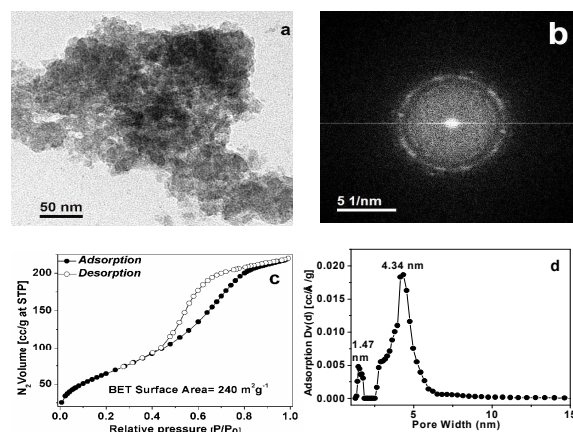 a
50 nm
b
5 1/nm
Adsorption
Desorption
c
BET Surface Area= 240 m²g⁻¹
N₂Volume [cc/g at STP]
50
100
150
200
0.0 0.2 0.4 0.6 0.8 1.0
Relative pressure (P/P₀)
d
4.34 nm
1.47
nm
Adsorption Dv(d) [cc/Å /g]
0.020
0.015
0.010
0.005
0.000
5 10 15
Pore Width (nm)